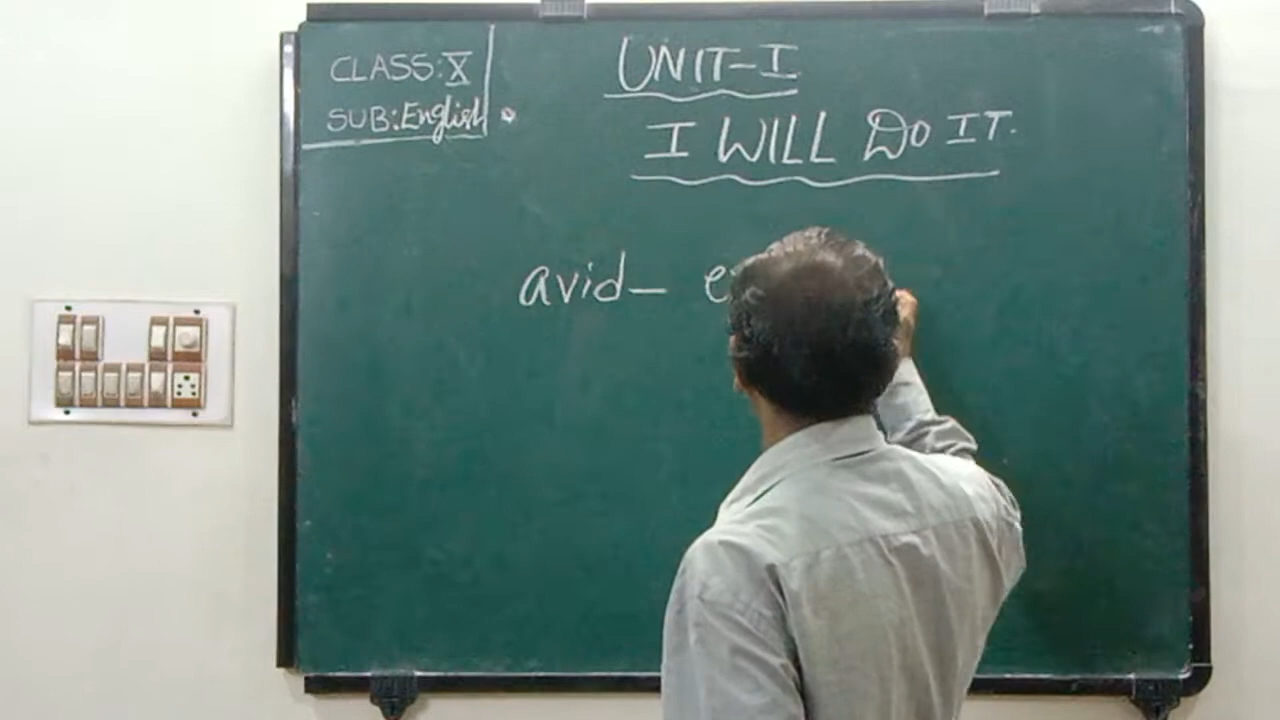 CLASS: X
SUB: English
UNIT-I
I WILL DO IT.
avid-